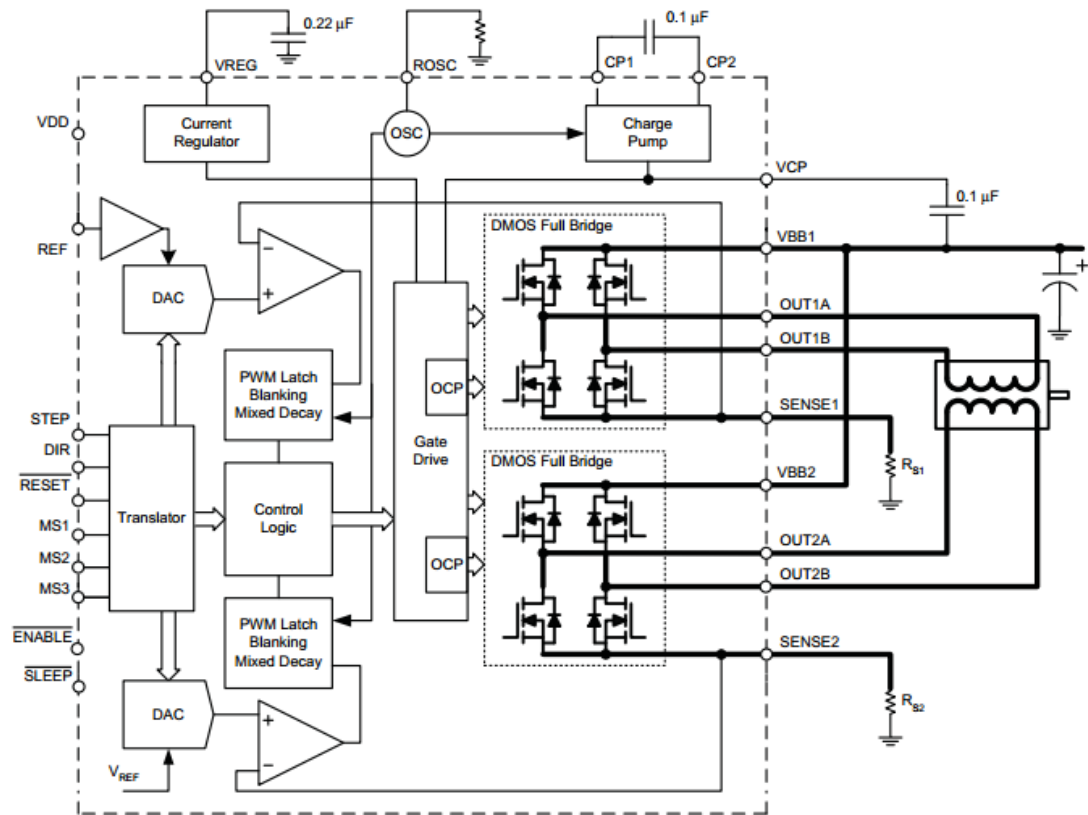 0.22 µF
0.1 µF
VREG
ROSC
CP1
CP2
VDD
Current
Regulator
OSC
Charge
Pump
VCP
0.1 µF
REF
DMOS Full Bridge
VBB1
−
+
DAC
OUT1A
OUT1B
PWM Latch
Blanking
Mixed Decay
OCP
SENSE1
Gate
Drive
STEP
DIR
RESET
MS1
MS2
MS3
Translator
Control
Logic
DMOS Full Bridge
RS1
VBB2
OUT2A
OCP
OUT2B
ENABLE
SLEEP
PWM Latch
Blanking
Mixed Decay
SENSE2
DAC
+
−
RS2
VREF
+